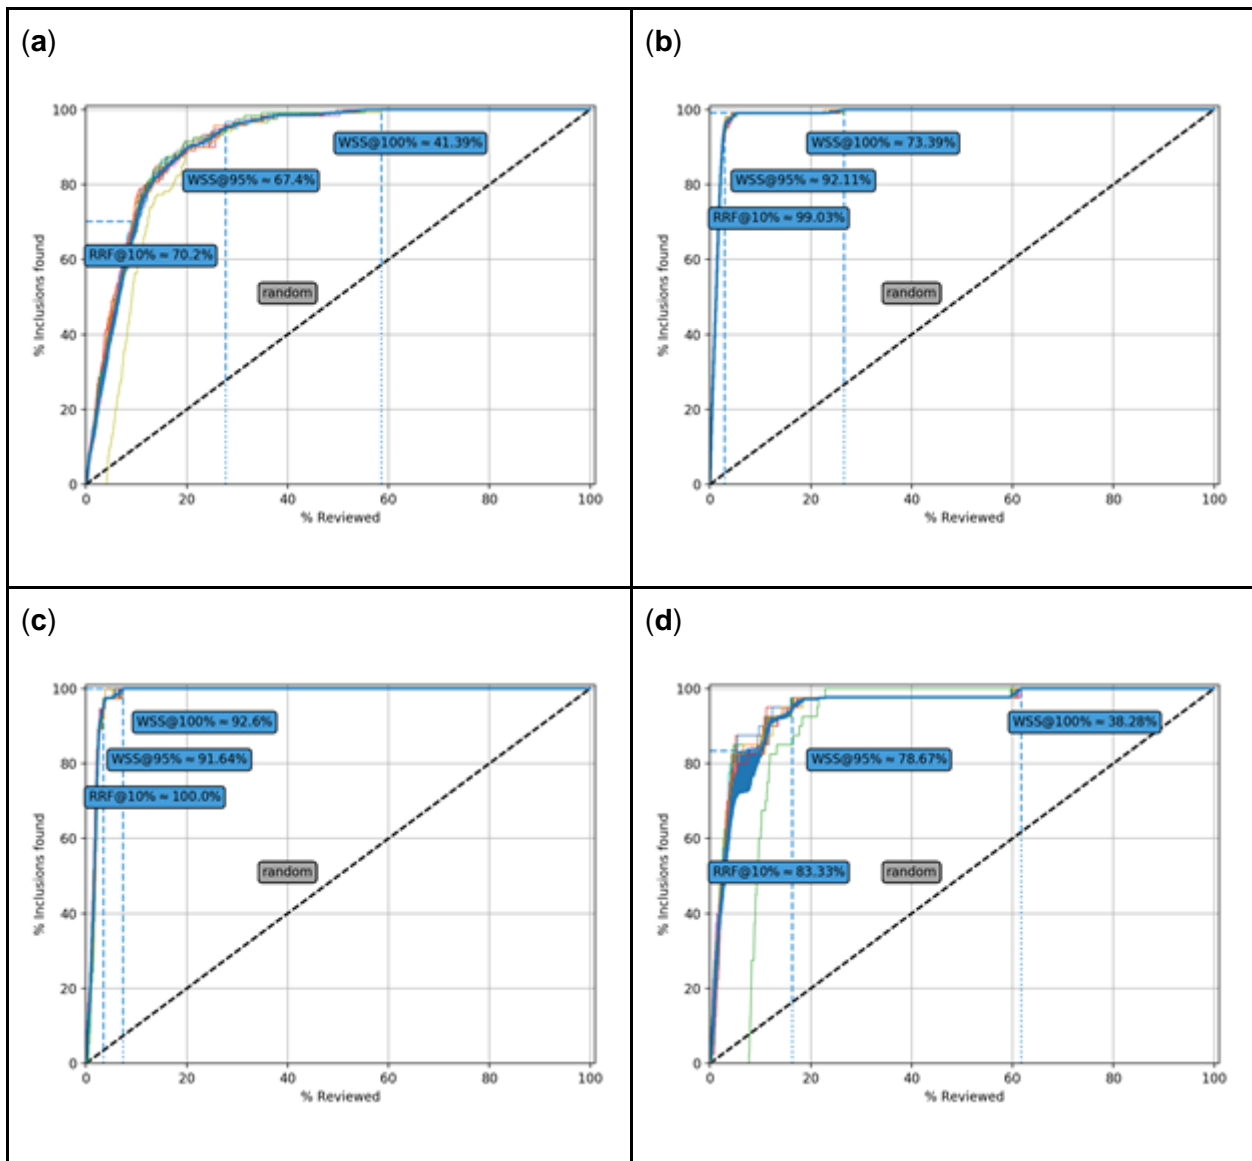 (a)
100
80
60
40
20
0
% Inclusions found
WSS@100% ≈ 41.39%
WSS@95% ≈ 67.4%
RRF@10% ≈ 70.2%
random
0 20 40 60 80 100
% Reviewed
(b)
100
80
60
40
20
0
% Inclusions found
WSS@100% ≈ 73.39%
WSS@95% ≈ 92.11%
RRF@10% ≈ 99.03%
random
0 20 40 60 80 100
% Reviewed
(c)
100
80
60
40
20
0
% Inclusions found
WSS@100% ≈ 92.6%
WSS@95% ≈ 91.64%
RRF@10% ≈ 100.0%
random
0 20 40 60 80 100
% Reviewed
(d)
100
80
60
40
20
0
% Inclusions found
WSS@100% ≈ 38.28%
WSS@95% ≈ 78.67%
RRF@10% ≈ 83.33%
random
0 20 40 60 80 100
% Reviewed